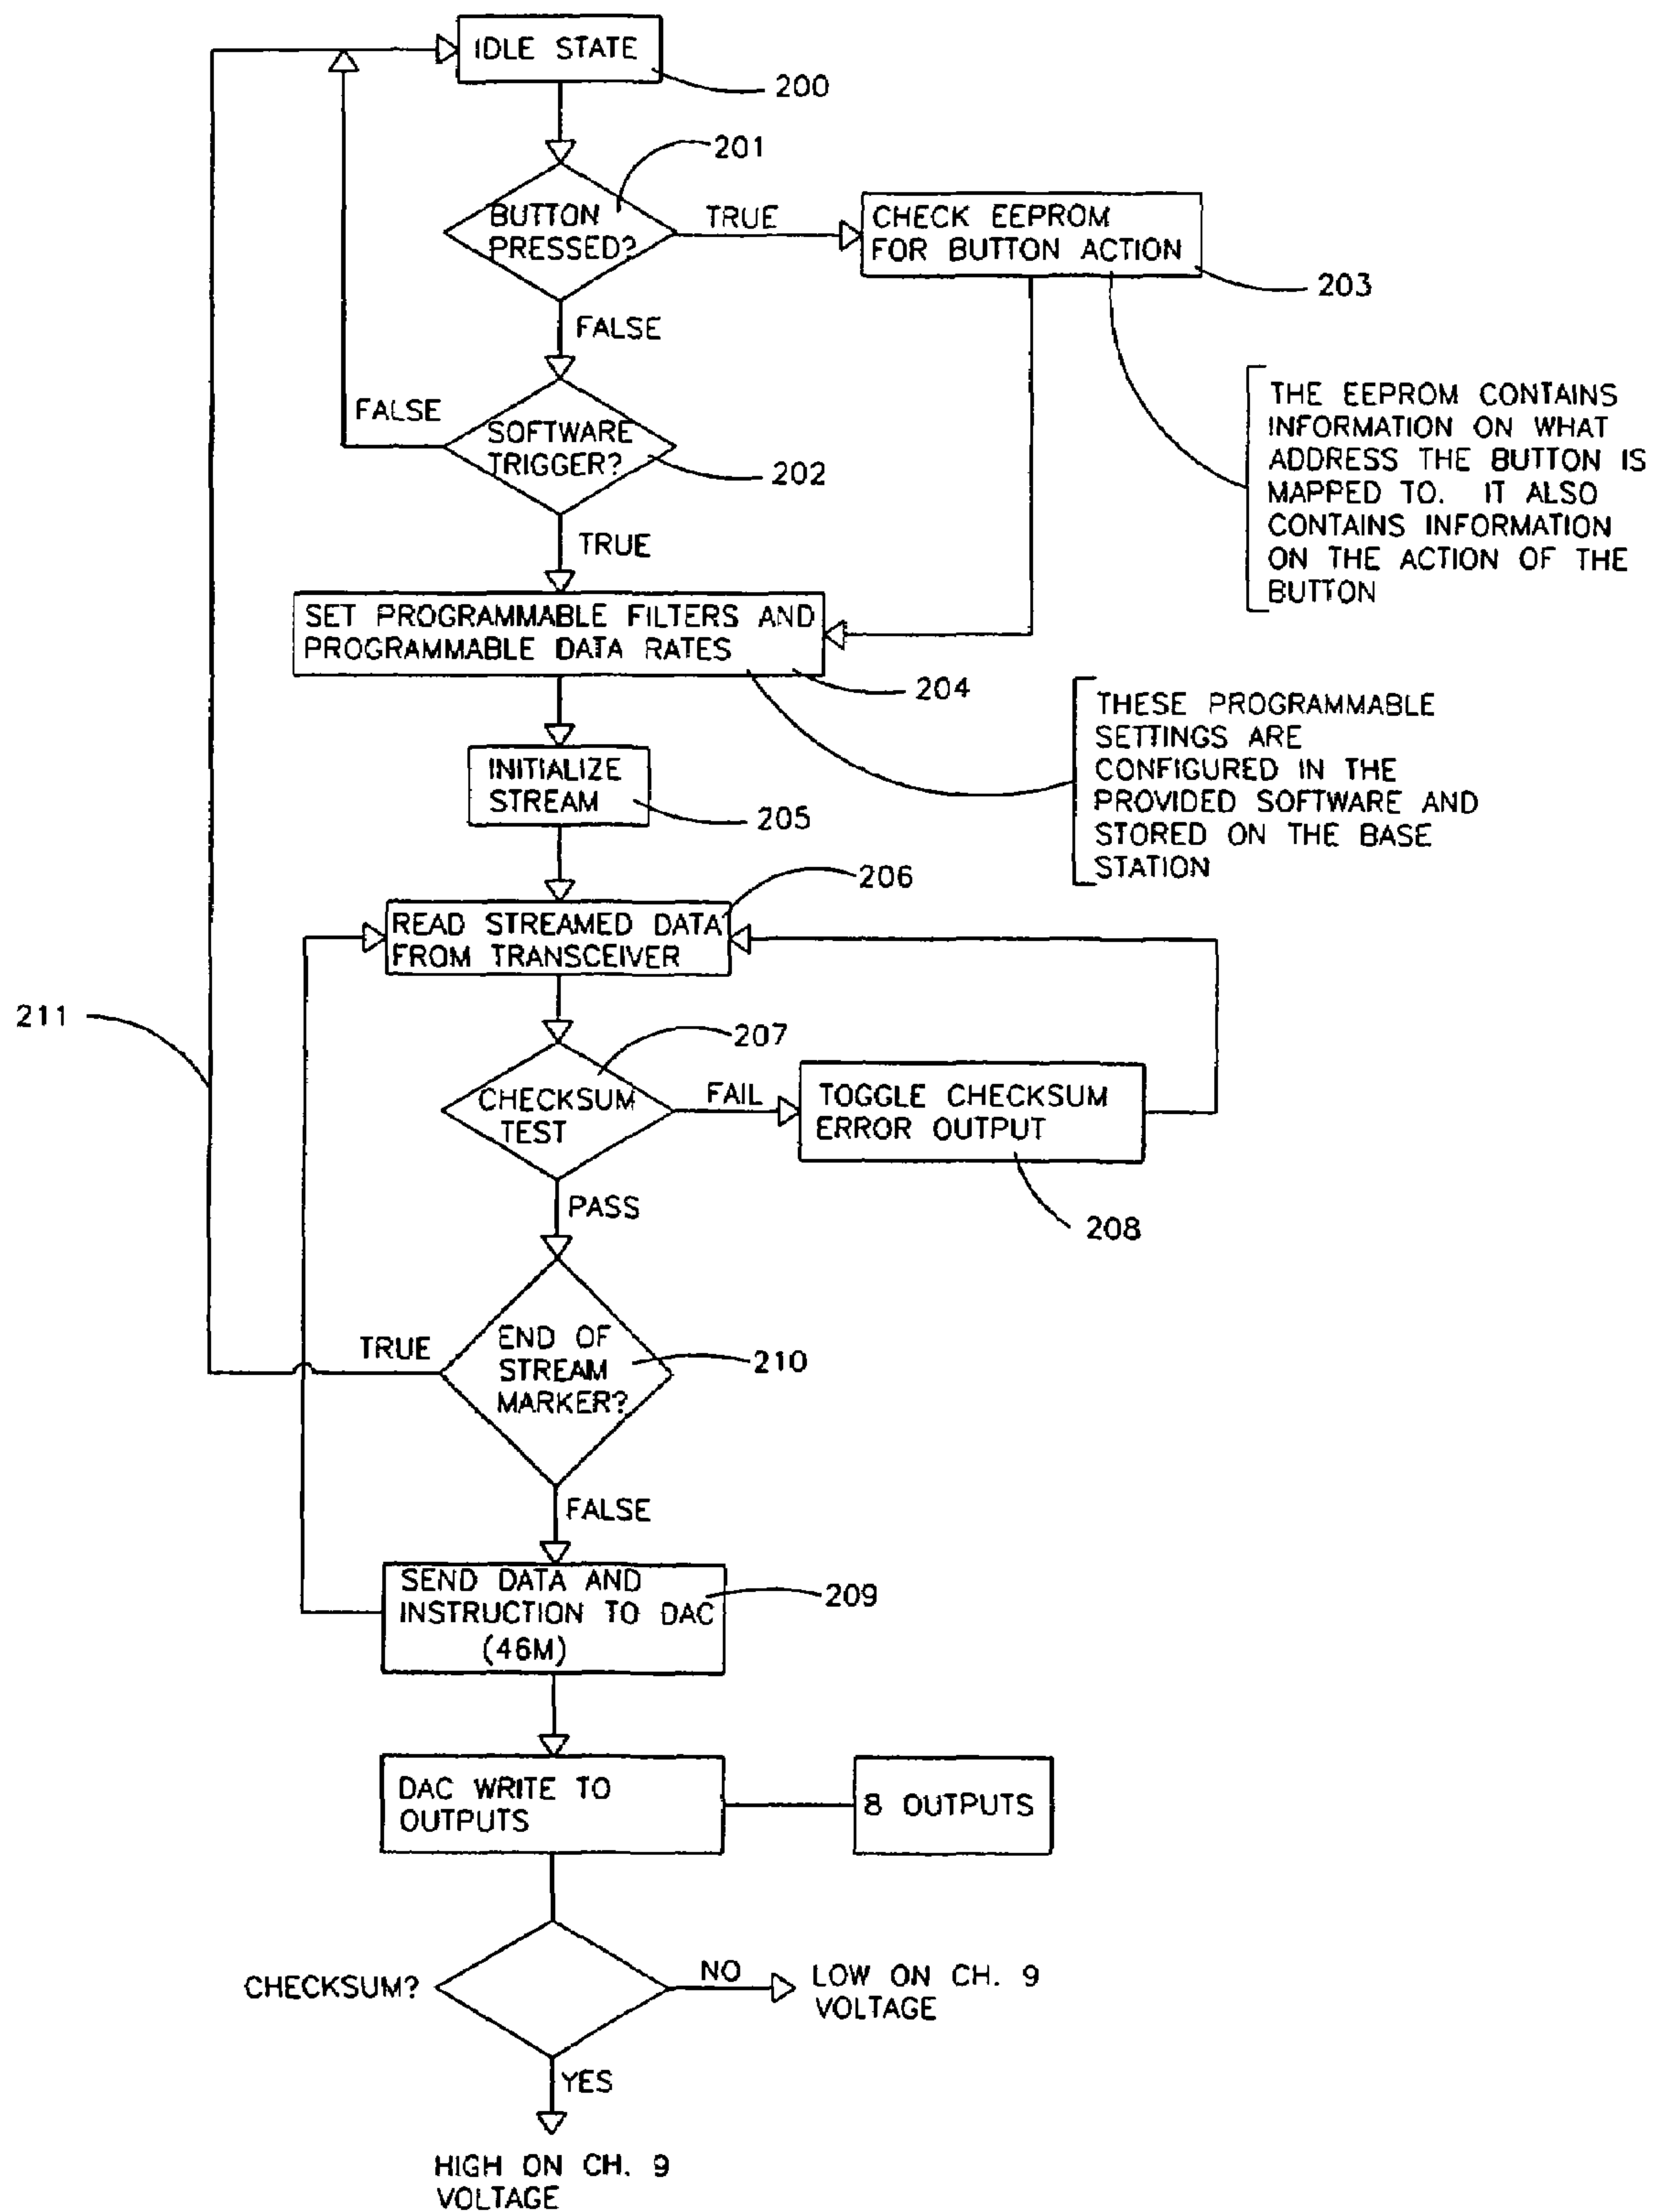 IDLE STATE
200
201
BUTTON
PRESSED?
TRUE
CHECK EEPROM
FOR BUTTON ACTION
203
FALSE
THE EEPROM CONTAINS
INFORMATION ON WHAT
ADDRESS THE BUTTON IS
MAPPED TO. IT ALSO
CONTAINS INFORMATION
ON THE ACTION OF THE
BUTTON
FALSE
SOFTWARE
TRIGGER?
202
TRUE
SET PROGRAMMABLE FILTERS AND
PROGRAMMABLE DATA RATES
204
THESE PROGRAMMABLE
SETTINGS ARE
CONFIGURED IN THE
PROVIDED SOFTWARE AND
STORED ON THE BASE
STATION
INITIALIZE
STREAM
205
206
READ STREAMED DATA
FROM TRANSCEIVER
211
207
CHECKSUM
TEST
FAIL
TOGGLE CHECKSUM
ERROR OUTPUT
208
PASS
TRUE
END OF
STREAM
MARKER?
210
FALSE
SEND DATA AND
INSTRUCTION TO DAC
(46M)
209
DAC WRITE TO
OUTPUTS
8 OUTPUTS
CHECKSUM?
NO
LOW ON CH. 9
VOLTAGE
YES
HIGH ON CH. 9
VOLTAGE